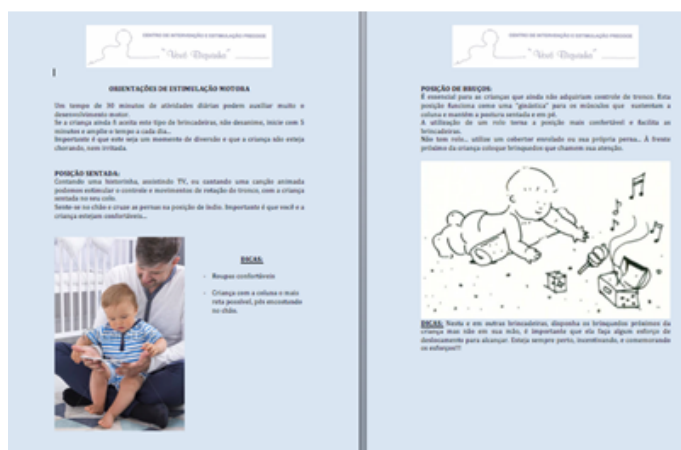 CENTRO DE INTERVENÇÃO E ESTIMULAÇÃO PRECOCE
ORIENTAÇÕES DE ESTIMULAÇÃO MOTORA
Um tempo de 30 minutos de atividades diárias podem auxiliar muito o
desenvolvimento motor.
Se a criança ainda ñ aceita este tipo de brincadeiras, não desanime, inicie com 5
minutos e amplie o tempo a cada dia...
Importante é que este seja um momento de diversão e que a criança não esteja
chorando, nem irritada.
POSIÇÃO SENTADA:
Contando uma historinha, assistindo TV, ou cantando uma canção animada
podemos estimular o controle e movimentos de rotação do tronco, com a criança
sentada no seu colo.
Sente-se no chão e cruze as pernas na posição de índio. Importante é que você e a
criança estejam confortáveis...
DICAS:
- Roupas confortáveis
- Criança com a coluna o mais
reta possível, pés encostando
no chão.
CENTRO DE INTERVENÇÃO E ESTIMULAÇÃO PRECOCE
POSIÇÃO DE BRUÇOS:
É essencial para as crianças que ainda não adquiriram controle de tronco. Esta
posição funciona como uma "ginástica" para os músculos que sustentam a
coluna e mantém a postura sentada e em pé.
A utilização de um rolo torna a posição mais confortável e facilita as
brincadeiras.
Não tem rolo... utilize um cobertor enrolado ou sua própria perna... À frente
próximo da criança coloque brinquedos que chamem sua atenção.
DICAS: Nesta e em outras brincadeiras, disponha os brinquedos próximos da
criança mas não em sua mão, é importante que ela faça algum esforço de
deslocamento para alcançar. Esteja sempre perto, incentivando, e comemorando
os esforços!!!